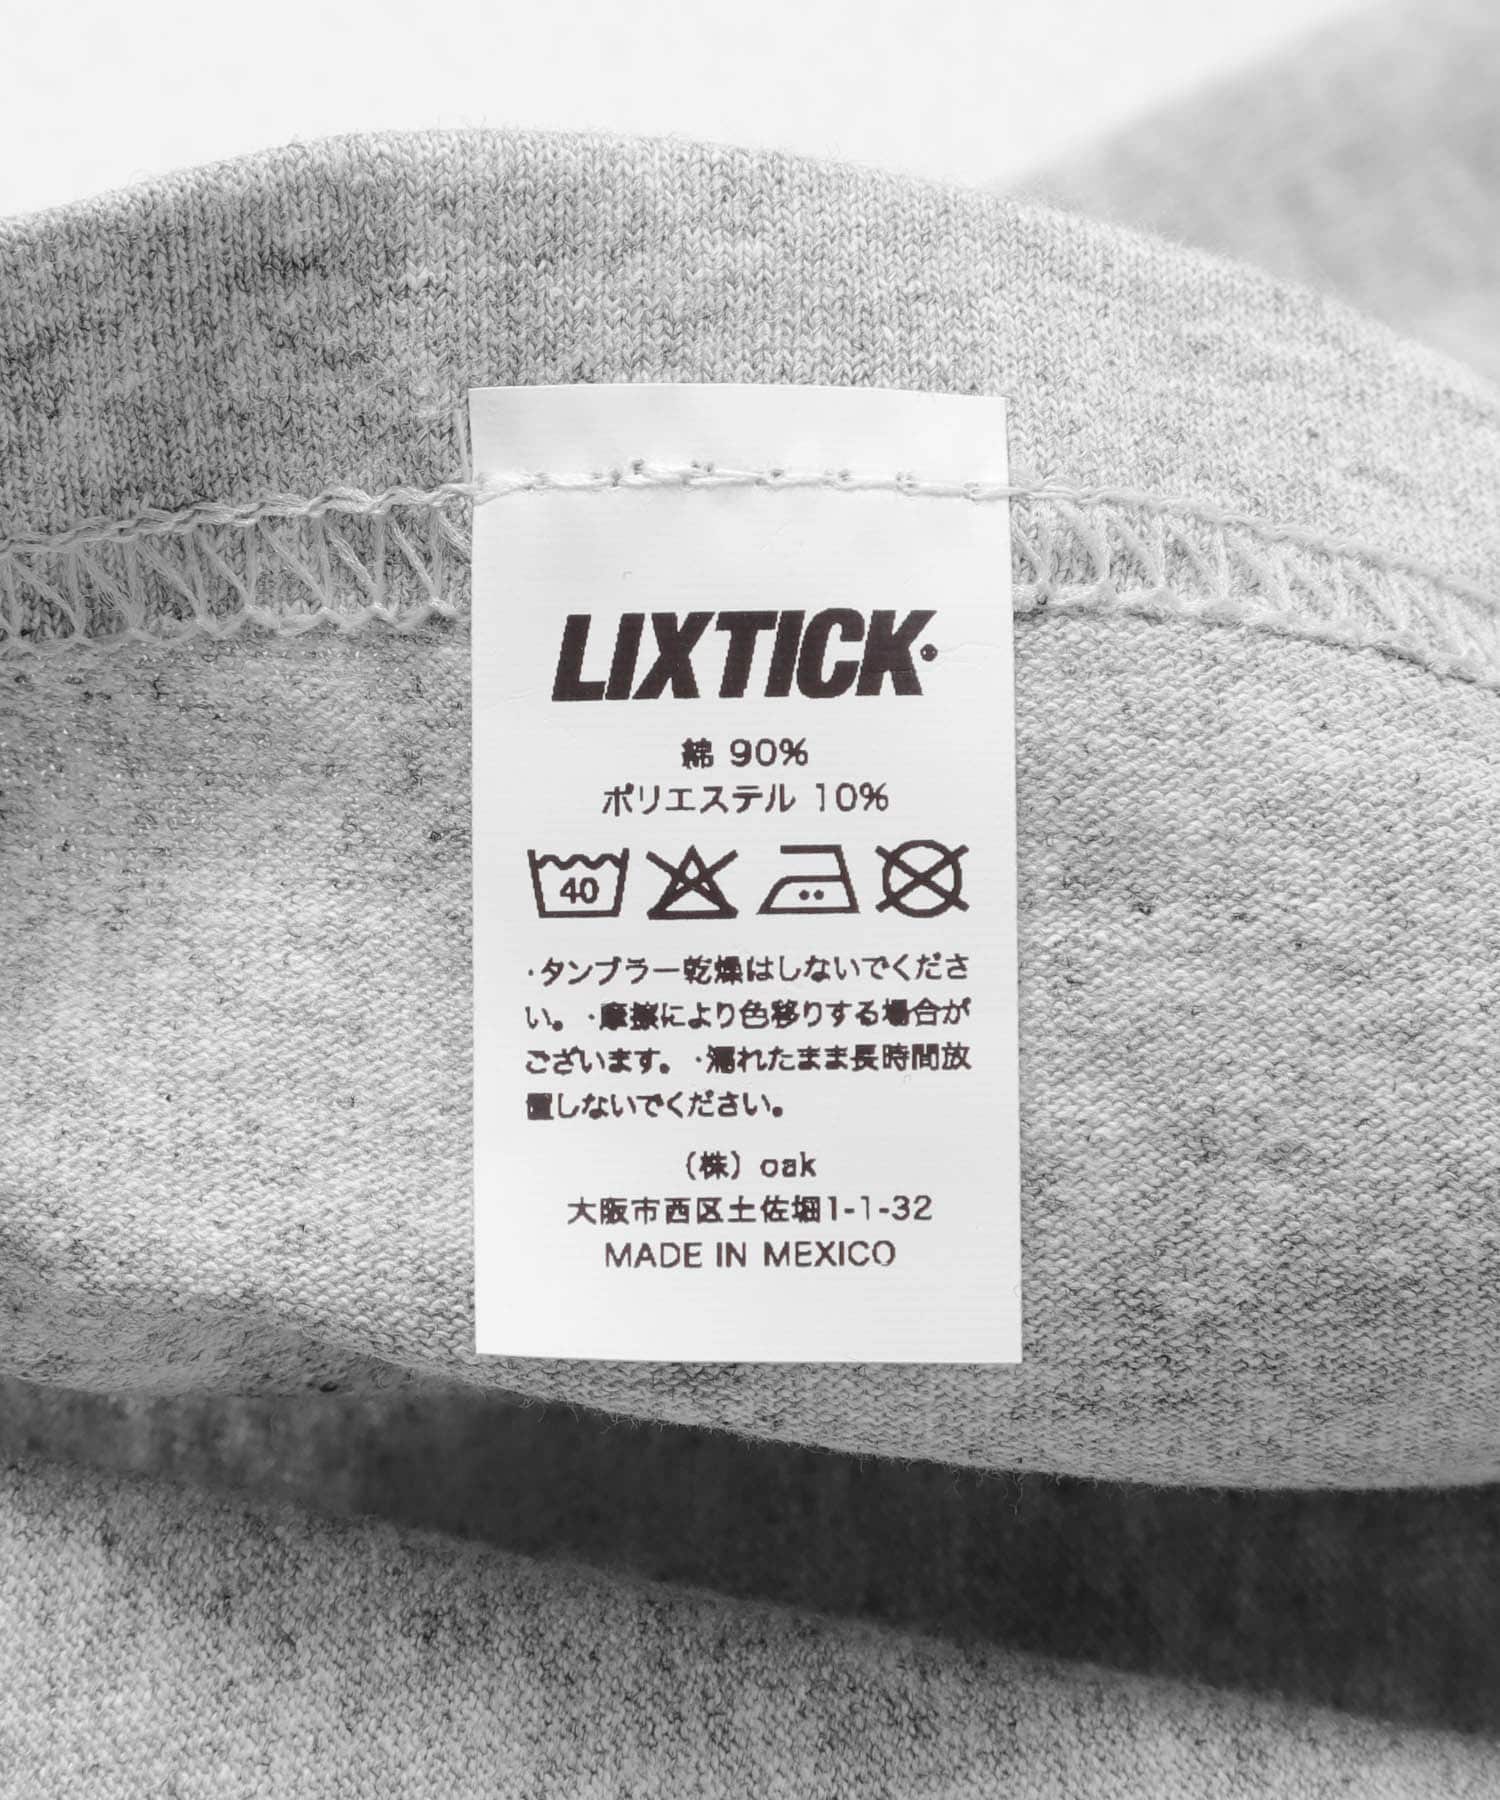 LIXTICK
綿 90%
ポリエステル 10%
40
・タンブラー乾燥はしないでくださ
い。・摩擦により色移りする場合が
ございます。・濡れたまま長時間放
置しないでください。
(株) oak
大阪市西区土佐堀1-1-32
MADE IN MEXICO